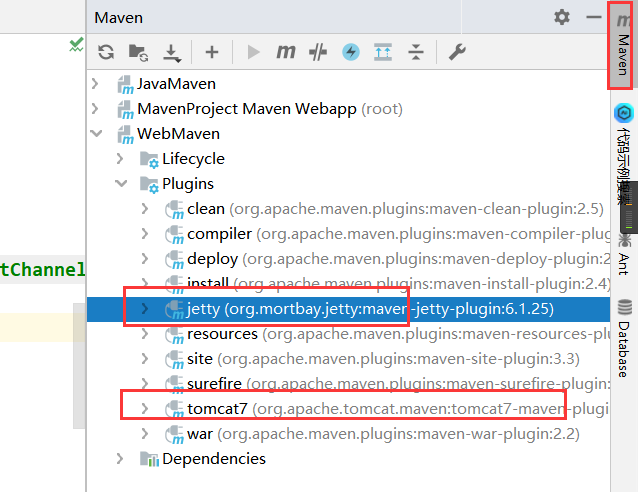 Maven
JavaMaven
MavenProject Maven Webapp (root)
WebMaven
Lifecycle
Plugins
clean (org.apache.maven.plugins:maven-clean-plugin:2.5)
compiler (org.apache.maven.plugins:maven-compiler-plu
deploy (org.apache.maven.plugins:maven-deploy-plugin:2
install (org.apache.maven.plugins:maven-install-plugin:2.4)
jetty (org.mortbay.jetty:maven-jetty-plugin:6.1.25)
resources (org.apache.maven.plugins:maven-resources-plu
site (org.apache.maven.plugins:maven-site-plugin:3.3)
surefire (org.apache.maven.plugins:maven-surefire-plugin:
tomcat7 (org.apache.tomcat.maven:tomcat7-maven-plugin
war (org.apache.maven.plugins:maven-war-plugin:2.2)
Dependencies
tChannel
Maven
代码示例搜索
Ant
Database